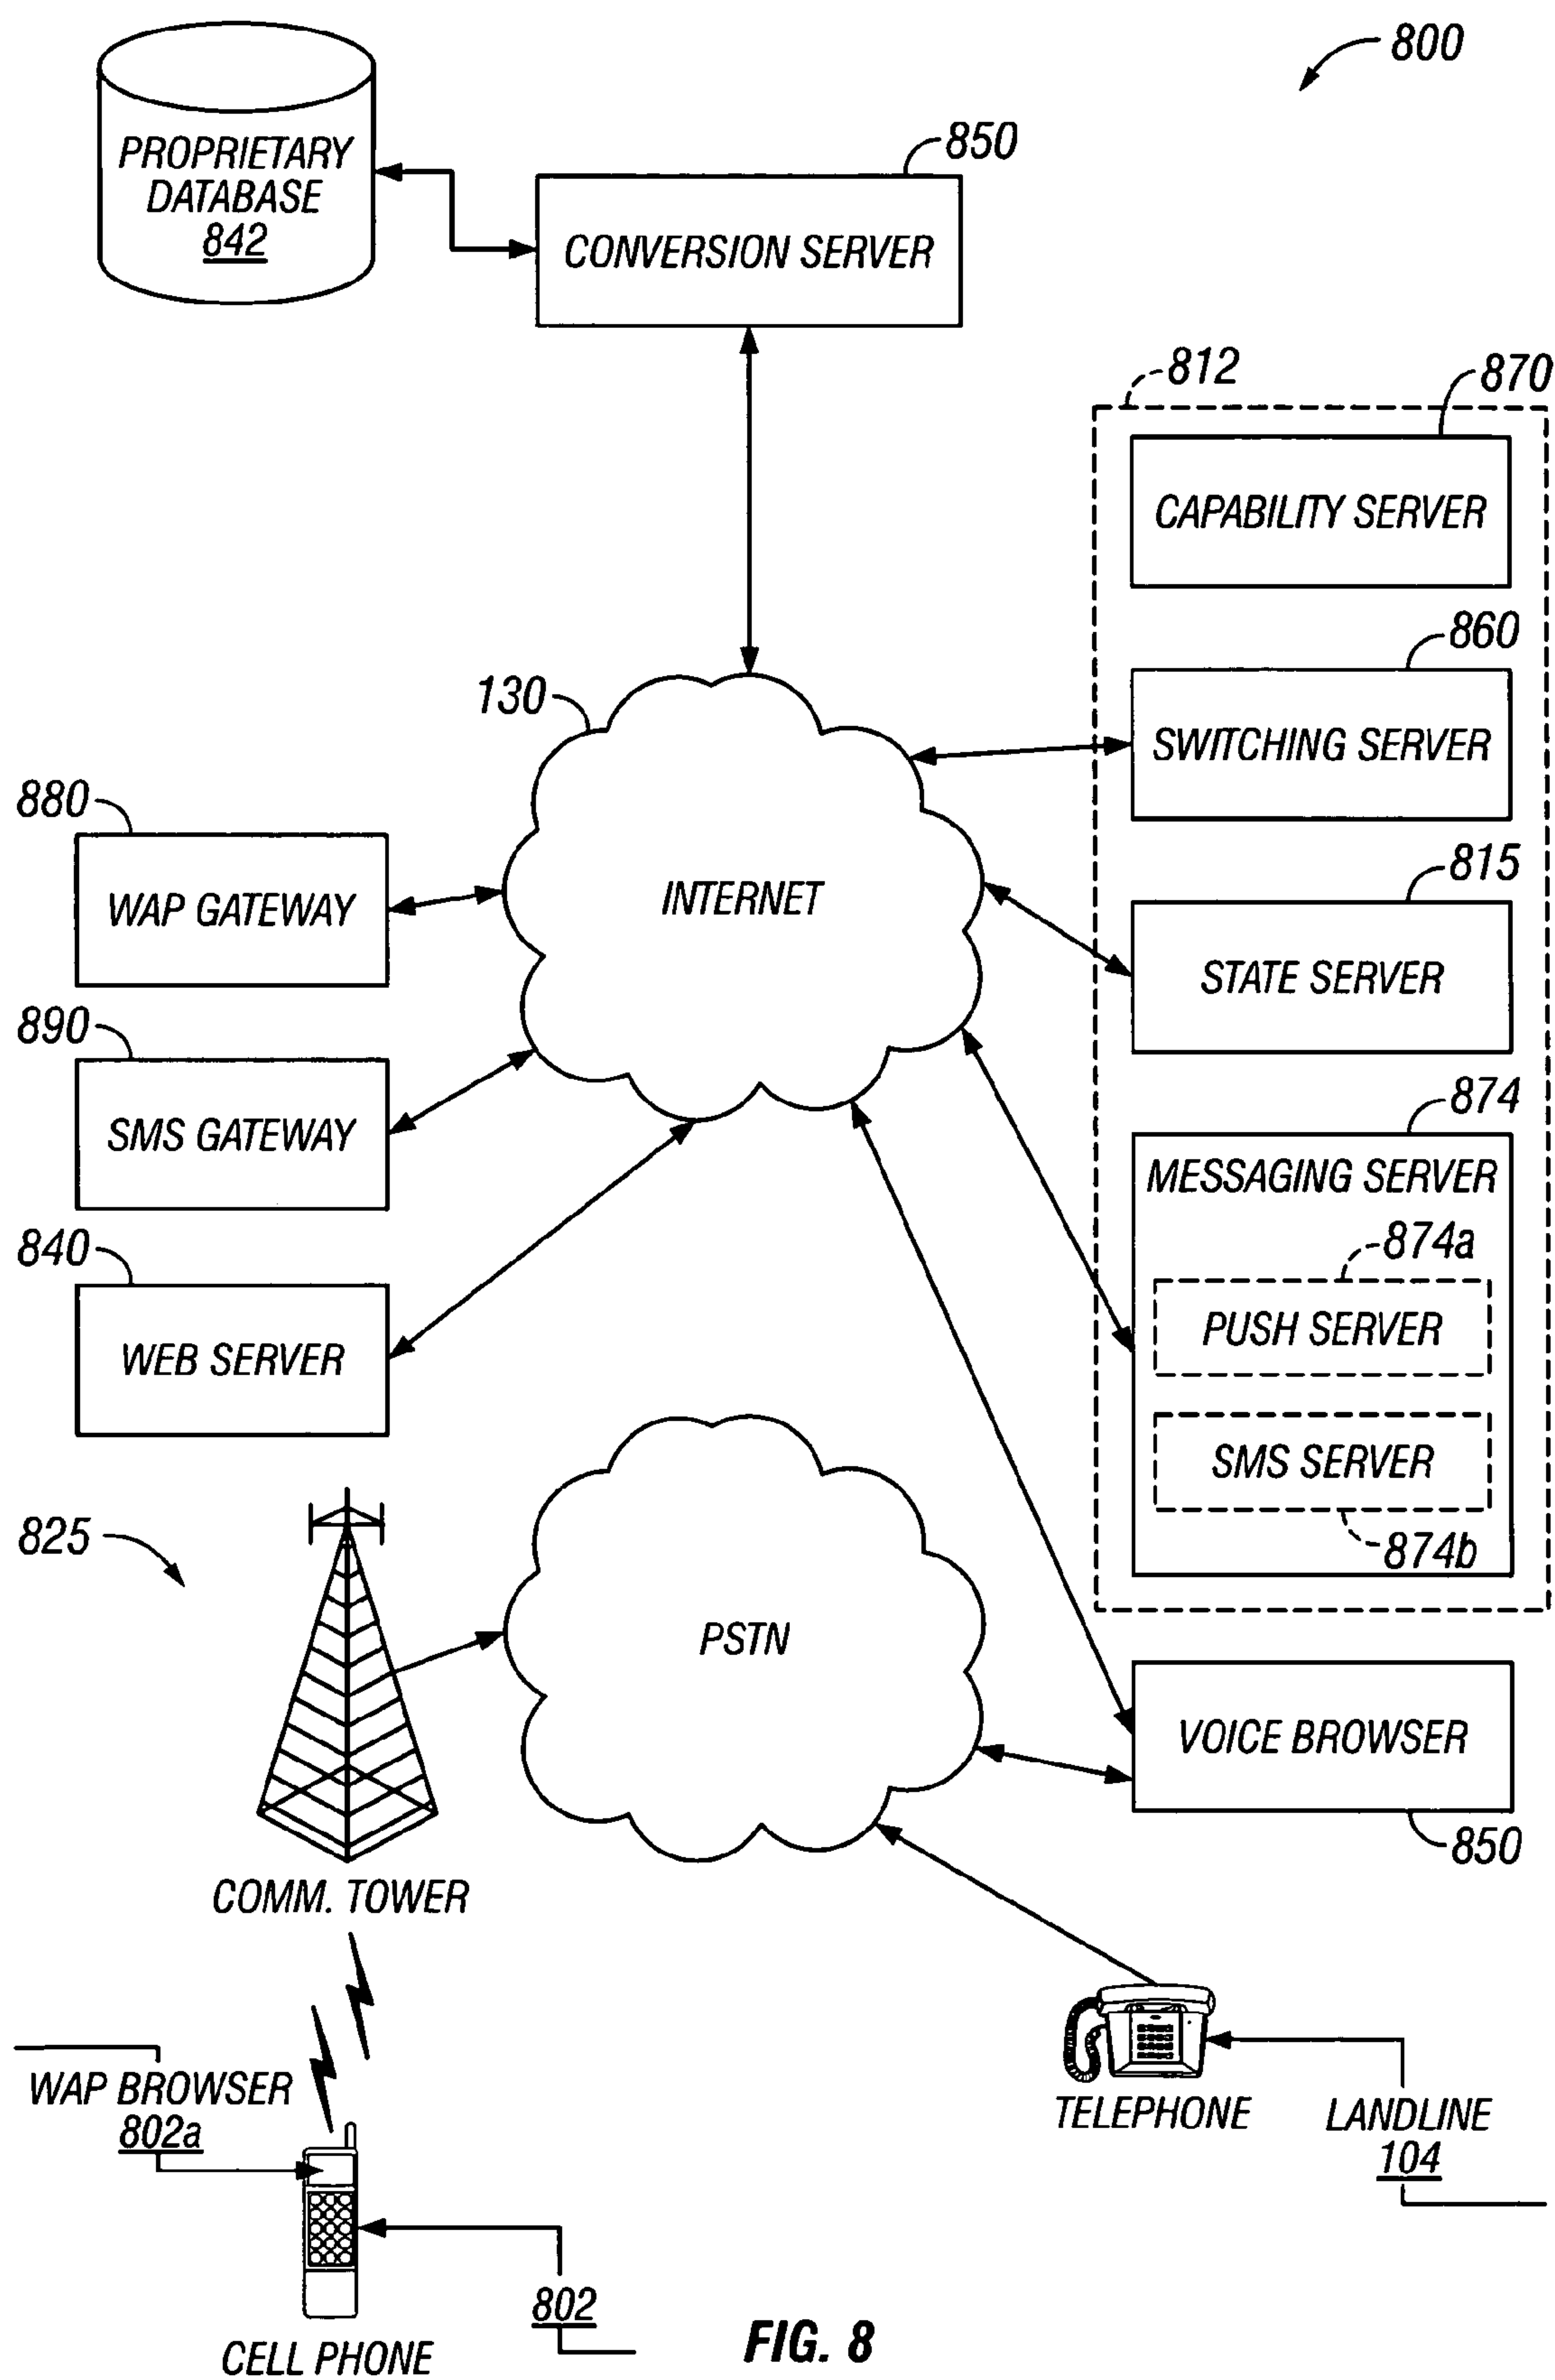 800
PROPRIETARY
DATABASE
842
850
CONVERSION SERVER
812
870
CAPABILITY SERVER
860
SWITCHING SERVER
130
INTERNET
880
WAP GATEWAY
815
STATE SERVER
890
SMS GATEWAY
874
MESSAGING SERVER
874a
PUSH SERVER
SMS SERVER
874b
840
WEB SERVER
825
COMM. TOWER
PSTN
VOICE BROWSER
850
WAP BROWSER
802a
TELEPHONE
LANDLINE
104
802
CELL PHONE
FIG. 8